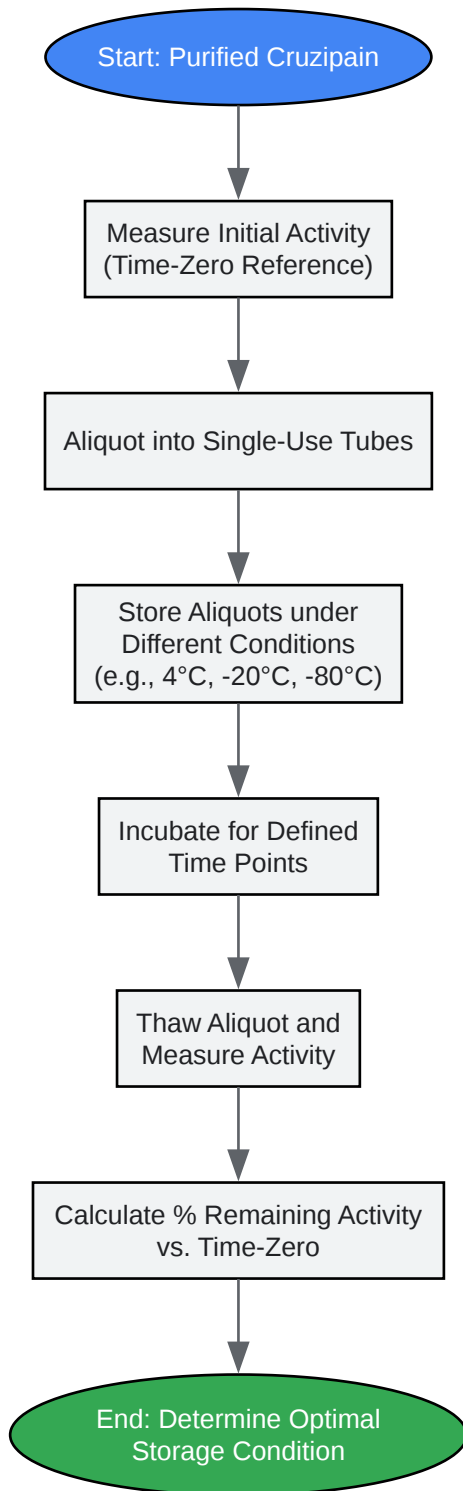 Start: Purified Cruzipain
Measure Initial Activity
(Time-Zero Reference)
Aliquot into Single-Use Tubes
Store Aliquots under
Different Conditions
(e.g., 4°C, -20°C, -80°C)
Incubate for Defined
Time Points
Thaw Aliquot and
Measure Activity
Calculate % Remaining Activity
vs. Time-Zero
End: Determine Optimal
Storage Condition